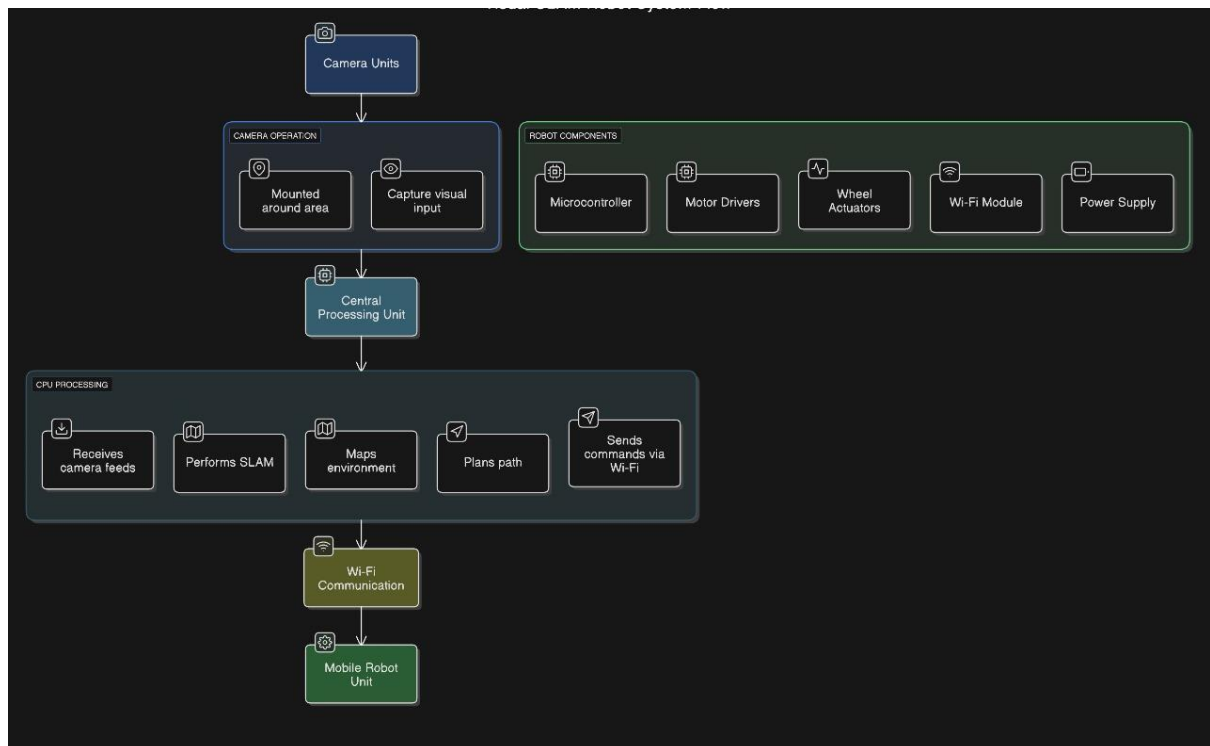 Camera Units
CAMERA OPERATION
Mounted
around area
Capture visual
input
ROBOT COMPONENTS
Microcontroller
Motor Drivers
Wheel
Actuators
Wi-Fi Module
Power Supply
Central
Processing Unit
CPU PROCESSING
Receives
camera feeds
Performs SLAM
Maps
environment
Plans path
Sends
commands via
Wi-Fi
Wi-Fi
Communication
Mobile Robot
Unit